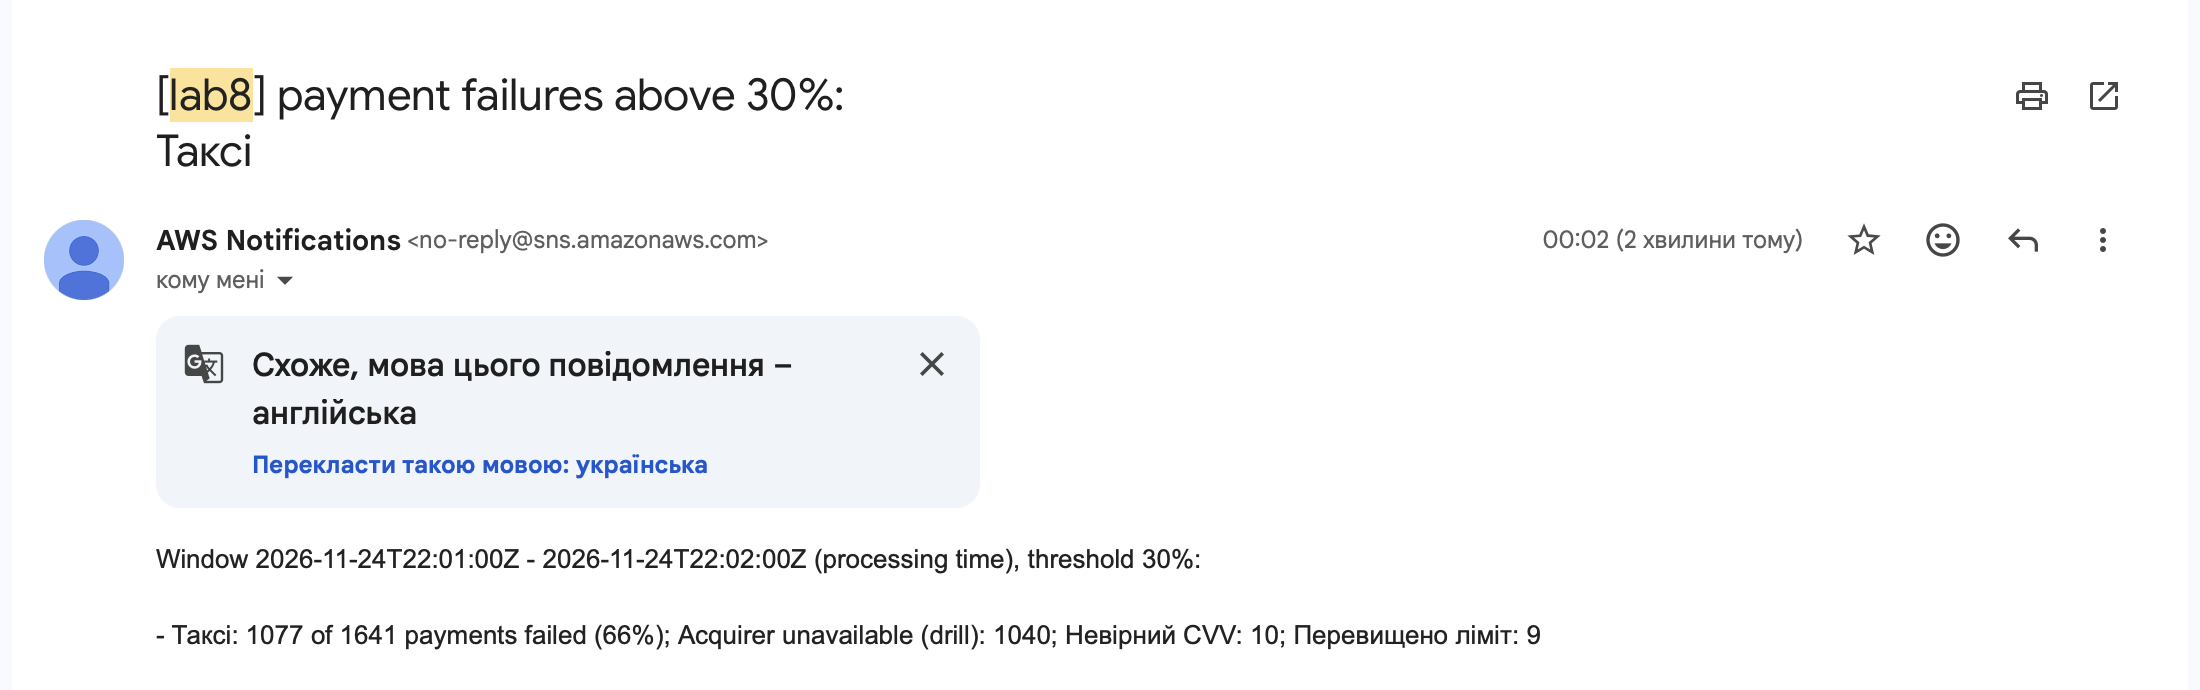 [lab8] payment failures above 30%:
Таксі
AWS Notifications <no-reply@sns.amazonaws.com>
00:02 (2 хвилини тому)
кому мені
Схоже, мова цього повідомлення –
англійська
Перекласти такою мовою: українська
Window 2026-11-24T22:01:00Z - 2026-11-24T22:02:00Z (processing time), threshold 30%:
- Таксі: 1077 of 1641 payments failed (66%); Acquirer unavailable (drill): 1040; Невірний CVV: 10; Перевищено ліміт: 9